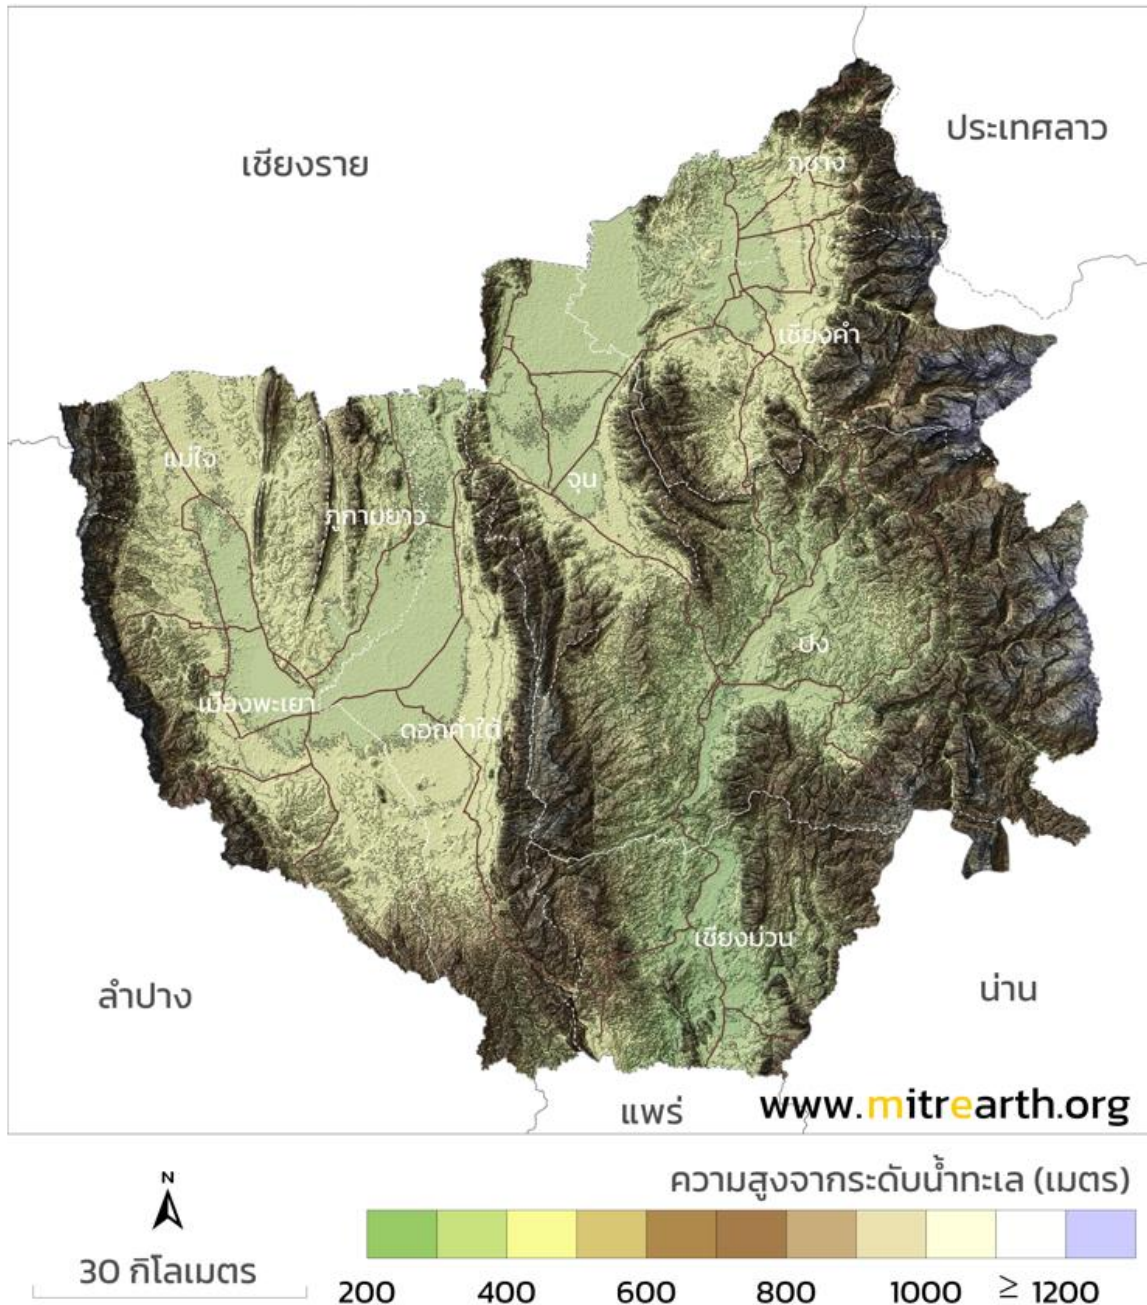 ประเทศลาว
เชียงราย
ภูซาง
เชียงคำ
แม่ใจ
จุน
ภูกามยาว
ปง
เมืองพะเยา
ดอกคำใต้
เชียงม่วน
ลำปาง
น่าน
แพร่
www.mitrearth.org
ความสูงจากระดับน้ำทะเล (เมตร)
N
30 กิโลเมตร
200 400 600 800 1000 ≥ 1200